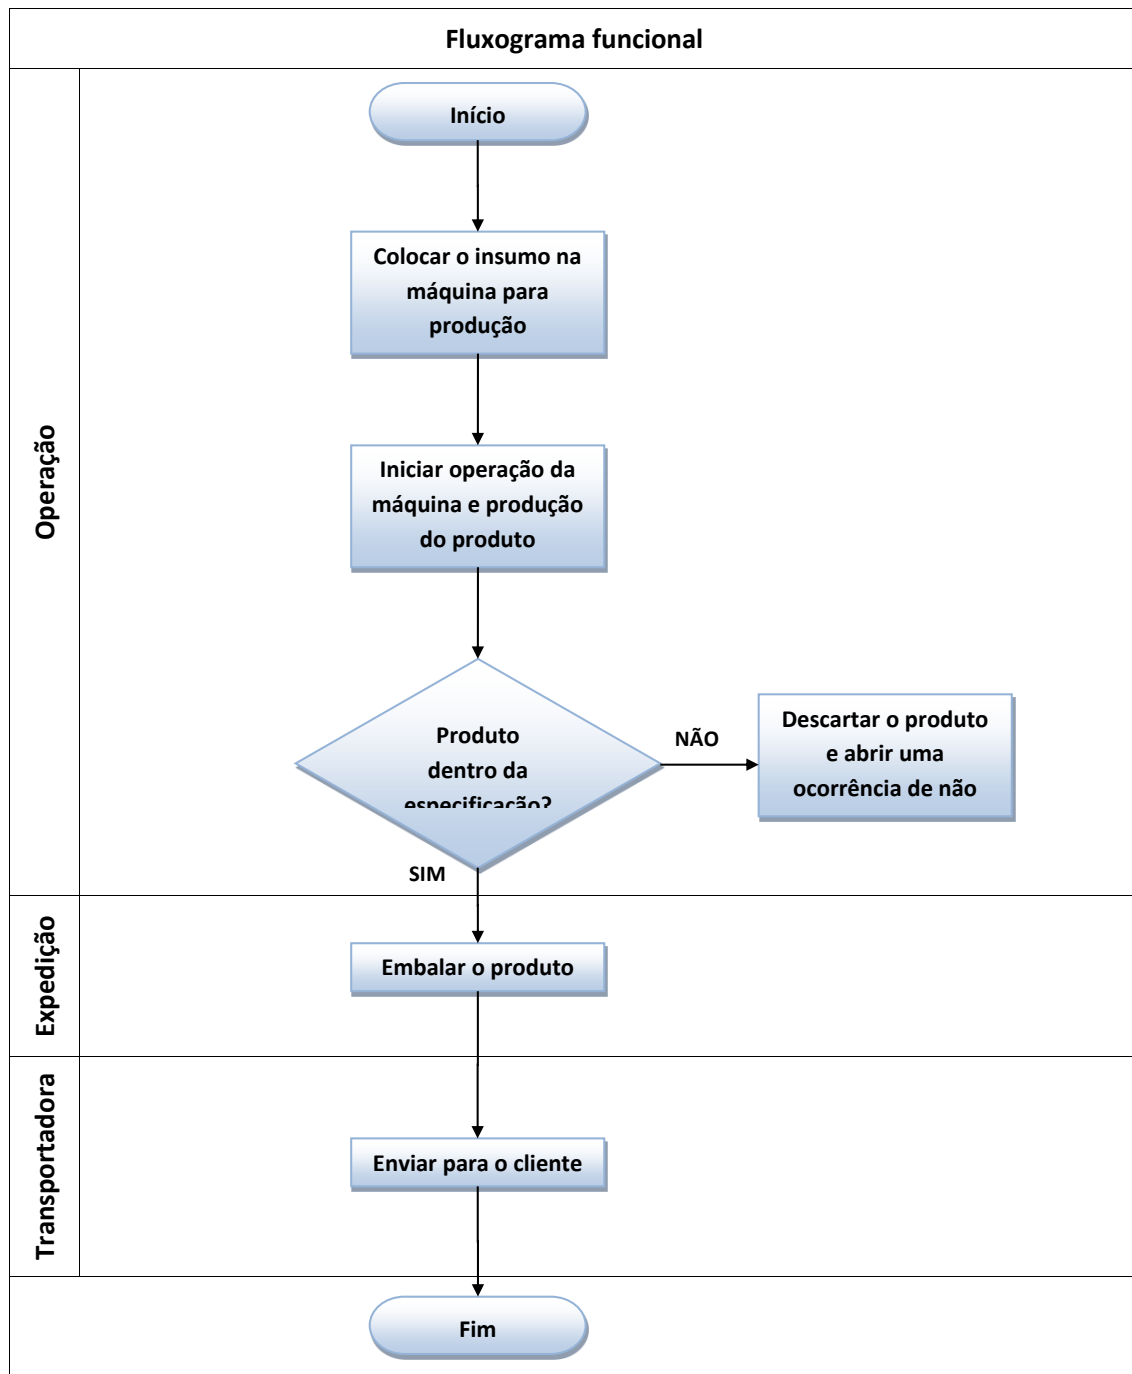 Fluxograma funcional
Operação
Início
Colocar o insumo na
máquina para
produção
Iniciar operação da
máquina e produção
do produto
Produto
dentro da
especificação?
NÃO
Descartar o produto
e abrir uma
ocorrência de não
SIM
Expedição
Embalar o produto
Transportadora
Enviar para o cliente
Fim